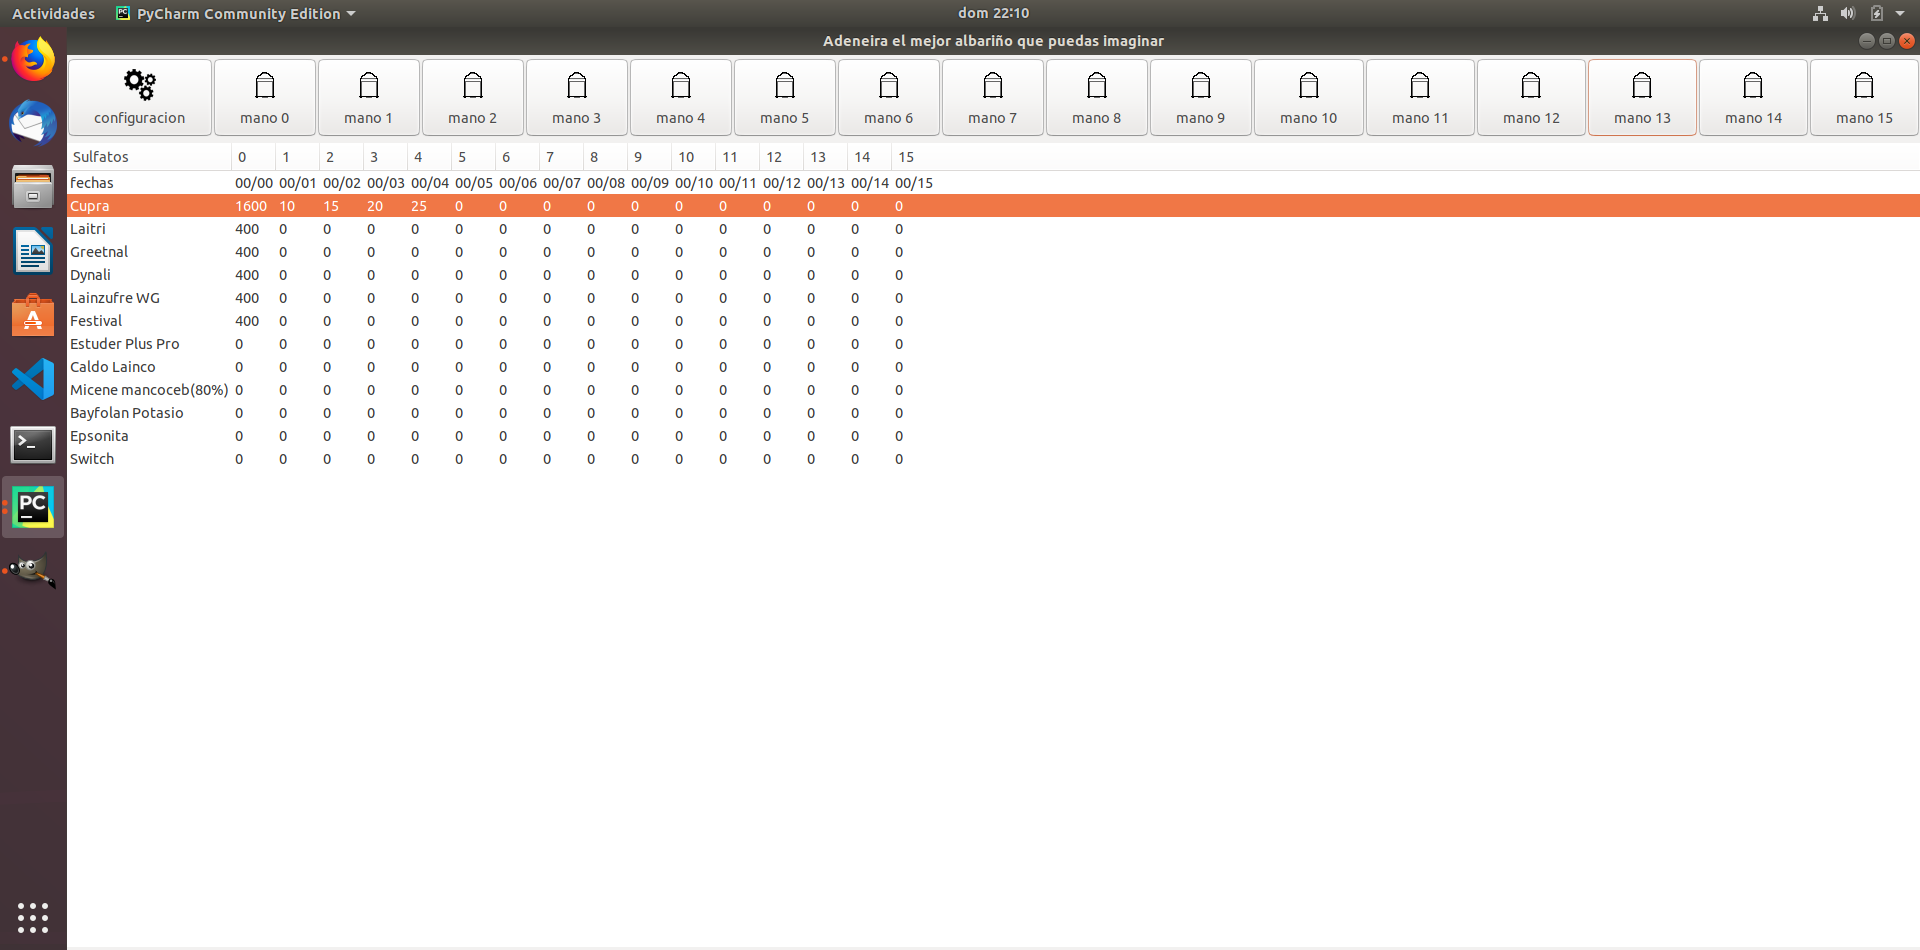 Actividades PyCharm Community Edition dom 22:10
Adeneira el mejor albariño que puedas imaginar
configuracion mano 0 mano 1 mano 2 mano 3 mano 4 mano 5 mano 6 mano 7 mano 8 mano 9 mano 10 mano 11 mano 12 mano 13 mano 14 mano 15
Sulfatos 0 1 2 3 4 5 6 7 8 9 10 11 12 13 14 15
fechas 00/00 00/01 00/02 00/03 00/04 00/05 00/06 00/07 00/08 00/09 00/10 00/11 00/12 00/13 00/14 00/15
Cupra 1600 10 15 20 25 0 0 0 0 0 0 0 0 0 0 0
Laitri 400 0 0 0 0 0 0 0 0 0 0 0 0 0 0 0
Greetnal 400 0 0 0 0 0 0 0 0 0 0 0 0 0 0 0
Dynali 400 0 0 0 0 0 0 0 0 0 0 0 0 0 0 0
Lainzufre WG 400 0 0 0 0 0 0 0 0 0 0 0 0 0 0 0
Festival 400 0 0 0 0 0 0 0 0 0 0 0 0 0 0 0
Estuder Plus Pro 0 0 0 0 0 0 0 0 0 0 0 0 0 0 0 0
Caldo Lainco 0 0 0 0 0 0 0 0 0 0 0 0 0 0 0 0
Micene mancoceb(80%) 0 0 0 0 0 0 0 0 0 0 0 0 0 0 0 0
Bayfolan Potasio 0 0 0 0 0 0 0 0 0 0 0 0 0 0 0 0
Epsonita 0 0 0 0 0 0 0 0 0 0 0 0 0 0 0 0
Switch 0 0 0 0 0 0 0 0 0 0 0 0 0 0 0 0
PC